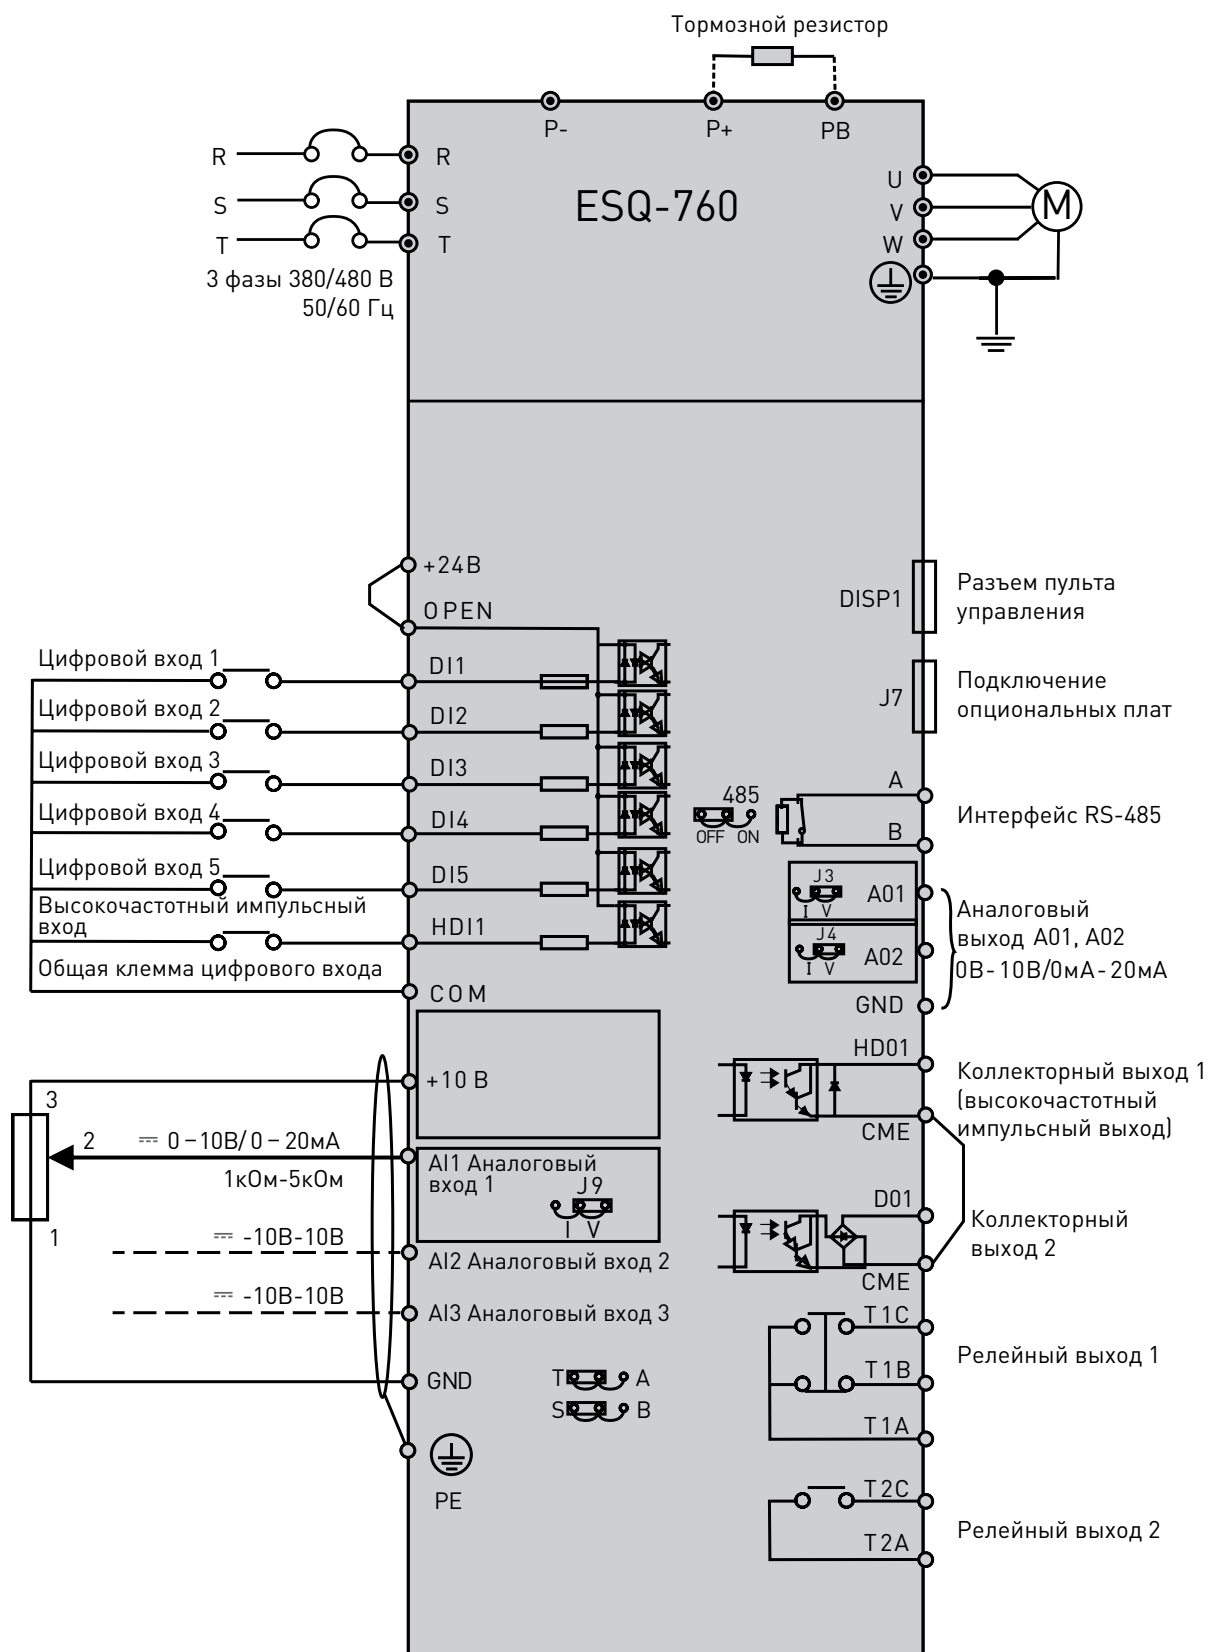 Тормозной резистор
P-
P+
PB
R
R
S
S
T
T
3 фазы 380/480 В
50/60 Гц
ESQ-760
U
V
W
M
+24В
OPEN
DISP1
Разъем пульта
управления
Цифровой вход 1
DI1
J7
Подключение
опциональных плат
Цифровой вход 2
DI2
Цифровой вход 3
DI3
A
485
OFF
ON
Интерфейс RS-485
Цифровой вход 4
DI4
B
Цифровой вход 5
DI5
J3
I V
A01
Высокочастотный импульсный
вход
HDI1
J4
I V
A02
Аналоговый
выход A01, A02
0В-10В/0мА-20мА
Общая клемма цифрового входа
COM
GND
HD01
+10 В
Коллекторный выход 1
(высокочастотный
импульсный выход)
CME
3
2
0–10В/0–20мА
1кОм-5кОм
1
AI1 Аналоговый
вход 1
J9
I V
D01
Коллекторный
выход 2
-10В-10В
AI2 Аналоговый вход 2
CME
-10В-10В
AI3 Аналоговый вход 3
T1C
Релейный выход 1
T1B
GND
T
A
S
B
T1A
PE
T2C
Релейный выход 2
T2A